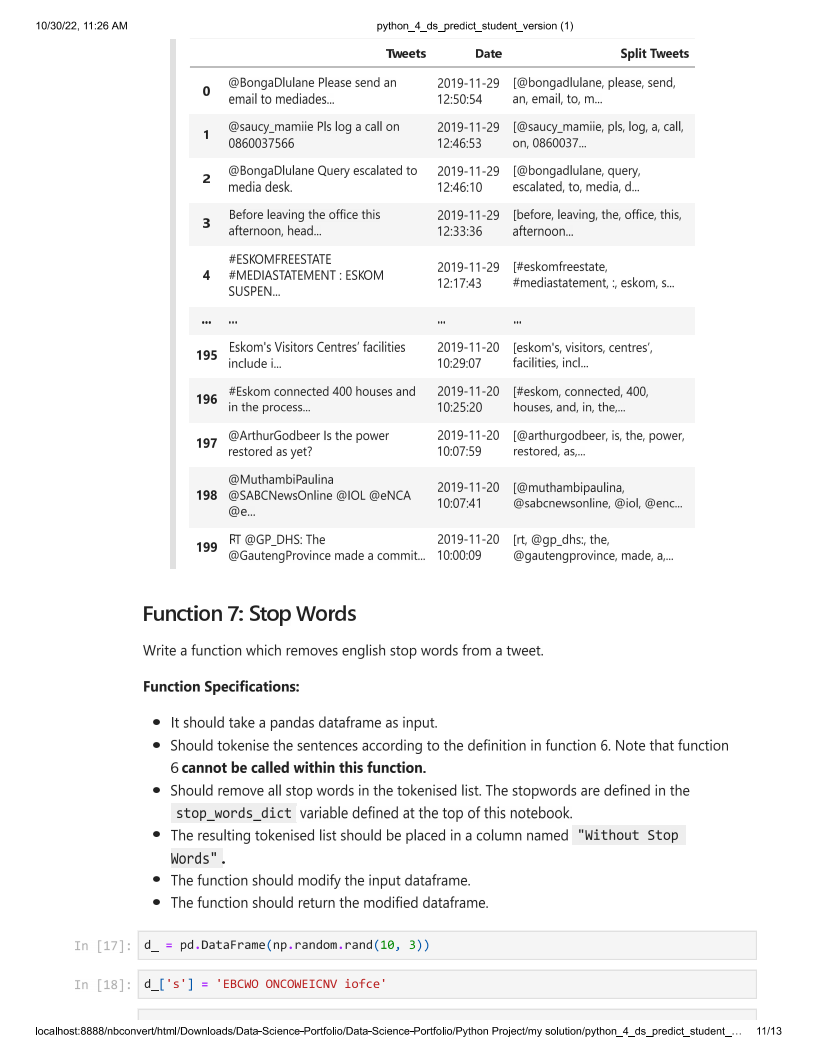 10/30/22, 11:26 AM python_4_ds_predict_student_version (1)
Tweets Date Split Tweets
0 @BongaDlulane Please send an email to mediades... 2019-11-29 12:50:54 [@bongadlulane, please, send, an, email, to, m...
1 @saucy_mamiie Pls log a call on 0860037566 2019-11-29 12:46:53 [@saucy_mamiie, pls, log, a, call, on, 0860037...
2 @BongaDlulane Query escalated to media desk. 2019-11-29 12:46:10 [@bongadlulane, query, escalated, to, media, d...
3 Before leaving the office this afternoon, head... 2019-11-29 12:33:36 [before, leaving, the, office, this, afternoon...
4 #ESKOMFREESTATE #MEDIASTATEMENT : ESKOM SUSPEN... 2019-11-29 12:17:43 [#eskomfreestate, #mediastatement, :, eskom, s...
... ... ... ...
195 Eskom's Visitors Centres’ facilities include i... 2019-11-20 10:29:07 [eskom's, visitors, centres’, facilities, incl...
196 #Eskom connected 400 houses and in the process... 2019-11-20 10:25:20 [#eskom, connected, 400, houses, and, in, the,...
197 @ArthurGodbeer Is the power restored as yet? 2019-11-20 10:07:59 [@arthurgodbeer, is, the, power, restored, as,...
198 @MuthambiPaulina @SABCNewsOnline @IOL @eNCA @e... 2019-11-20 10:07:41 [@muthambipaulina, @sabcnewsonline, @iol, @enc...
199 RT @GP_DHS: The @GautengProvince made a commit... 2019-11-20 10:00:09 [rt, @gp_dhs:, the, @gautengprovince, made, a,...
Function 7: Stop Words
Write a function which removes english stop words from a tweet.
Function Specifications:
• It should take a pandas dataframe as input.
• Should tokenise the sentences according to the definition in function 6. Note that function
6 cannot be called within this function.
• Should remove all stop words in the tokenised list. The stopwords are defined in the
stop_words_dict variable defined at the top of this notebook.
• The resulting tokenised list should be placed in a column named "Without Stop
Words" .
• The function should modify the input dataframe.
• The function should return the modified dataframe.
In [17]: d_ = pd.DataFrame(np.random.rand(10, 3))
In [18]: d_['s'] = 'EBCWO ONCOWEICNV iofce'
localhost:8888/nbconvert/html/Downloads/Data-Science-Portfolio/Data-Science-Portfolio/Python Project/my solution/python_4_ds_predict_student_… 11/13